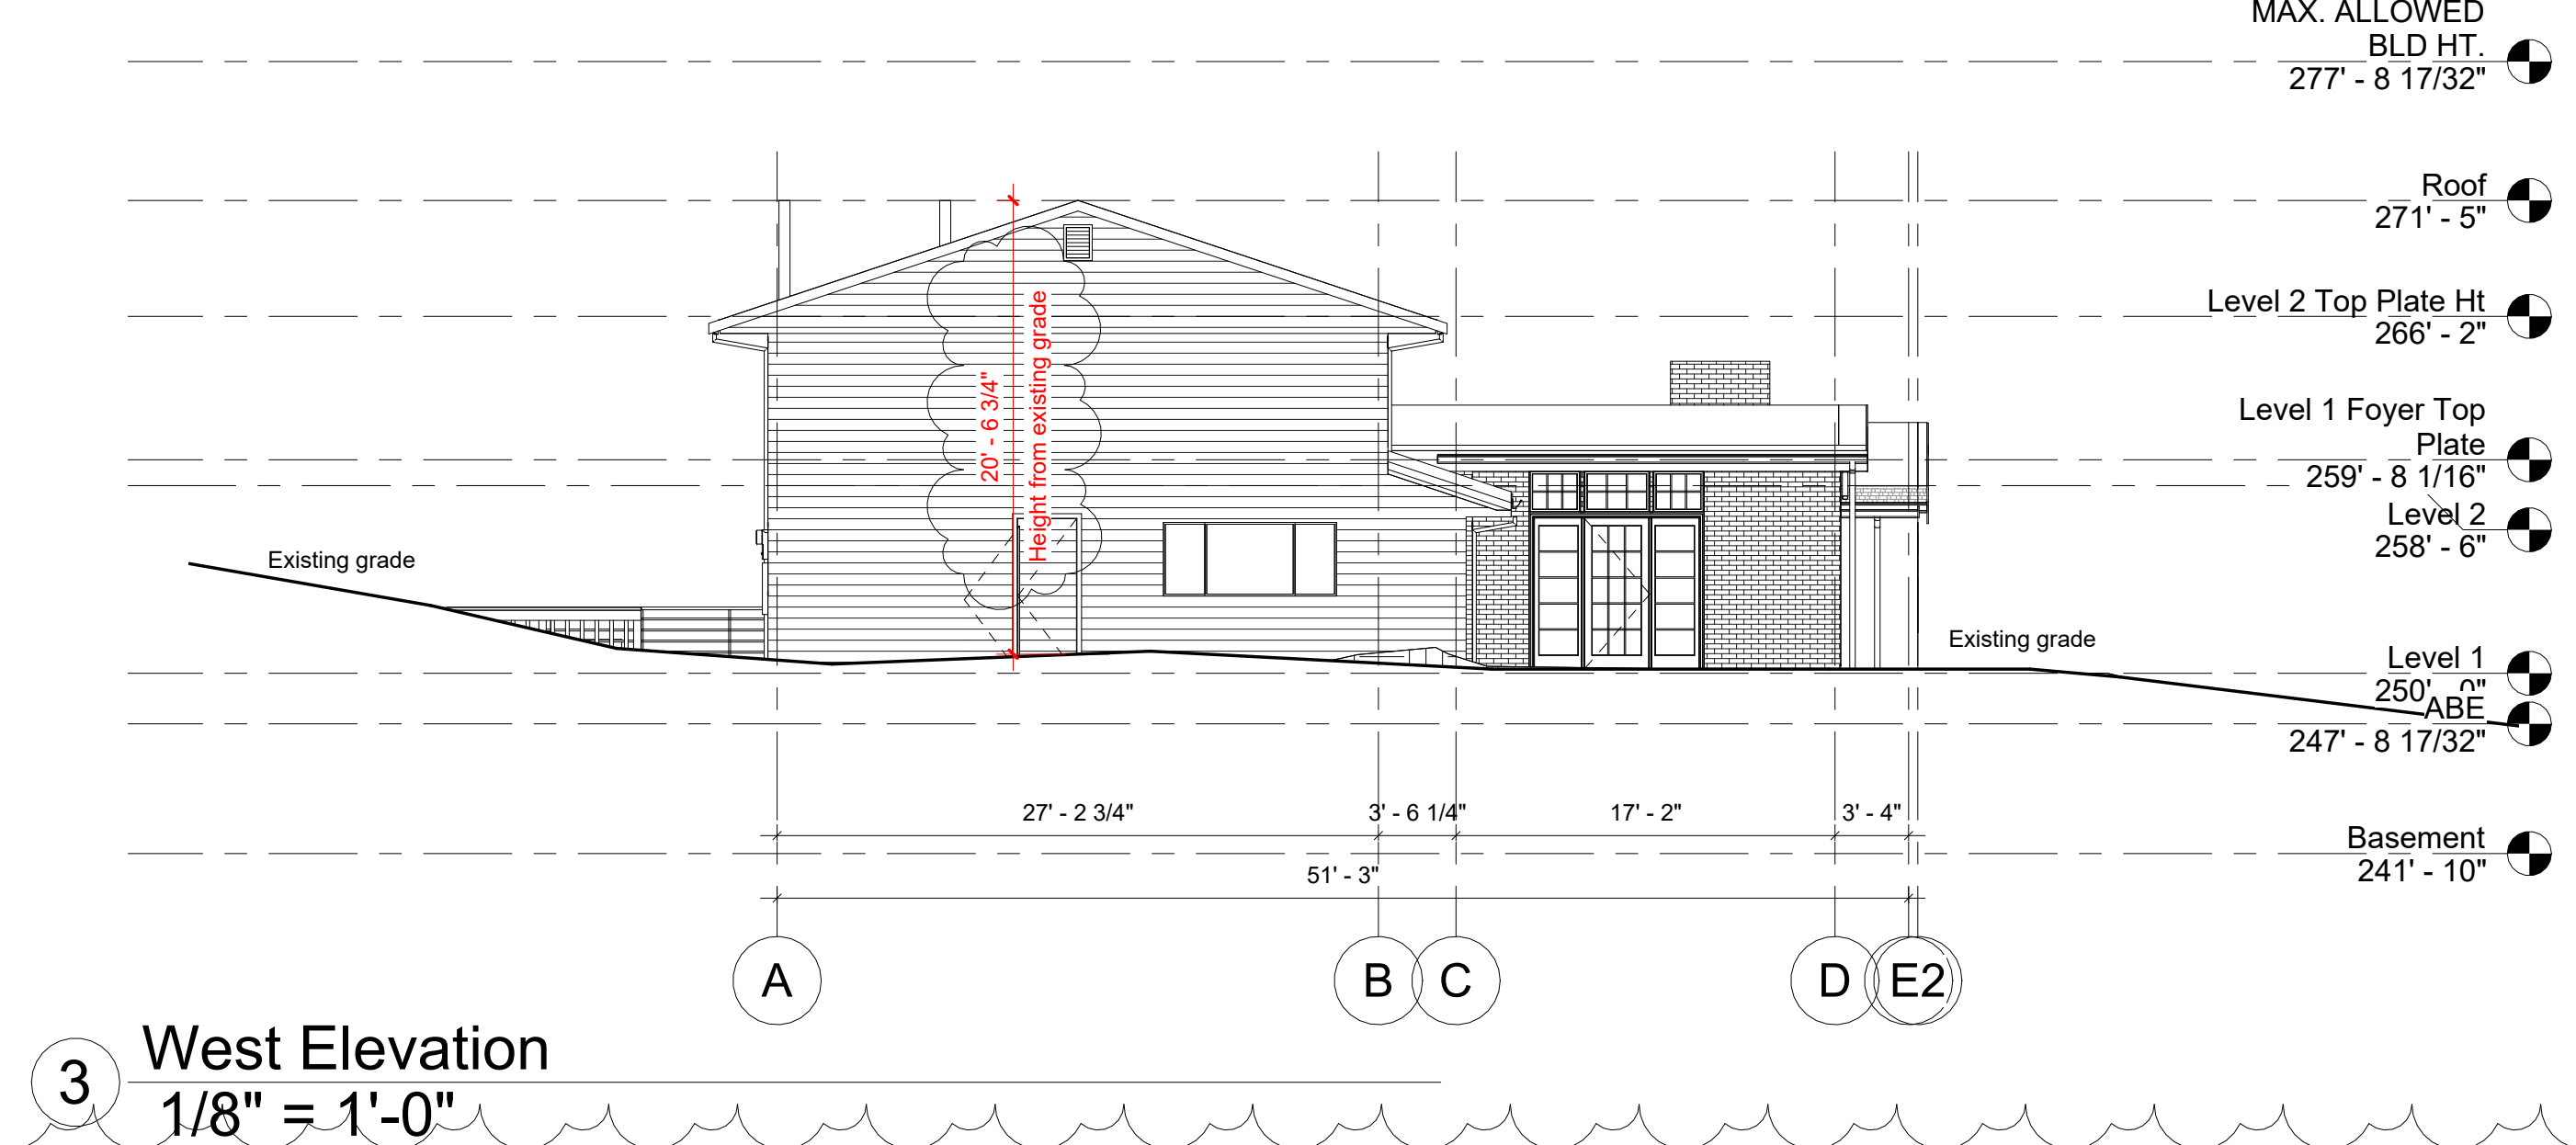 MAX. ALLOWED
BLD HT.
277' - 8 17/32"
Roof
271' - 5"
Level 2 Top Plate Ht
266' - 2"
Level 1 Foyer Top
Plate
259' - 8 1/16"
Level 2
258' - 6"
20' - 6 3/4"
Height from existing grade
Existing grade
Existing grade
Level 1
250' - 0"
ABE
247' - 8 17/32"
27' - 2 3/4"
3' - 6 1/4"
17' - 2"
3' - 4"
Basement
241' - 10"
51' - 3"
A
B
C
D
E2
3
West Elevation
1/8" = 1'-0"